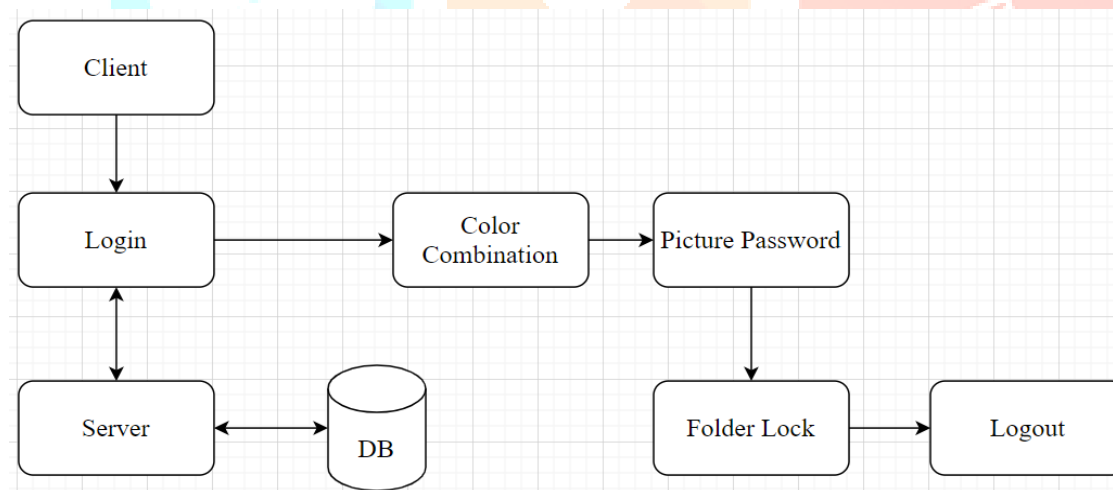 Client
Login
Color
Combination
Picture Password
Server
DB
Folder Lock
Logout